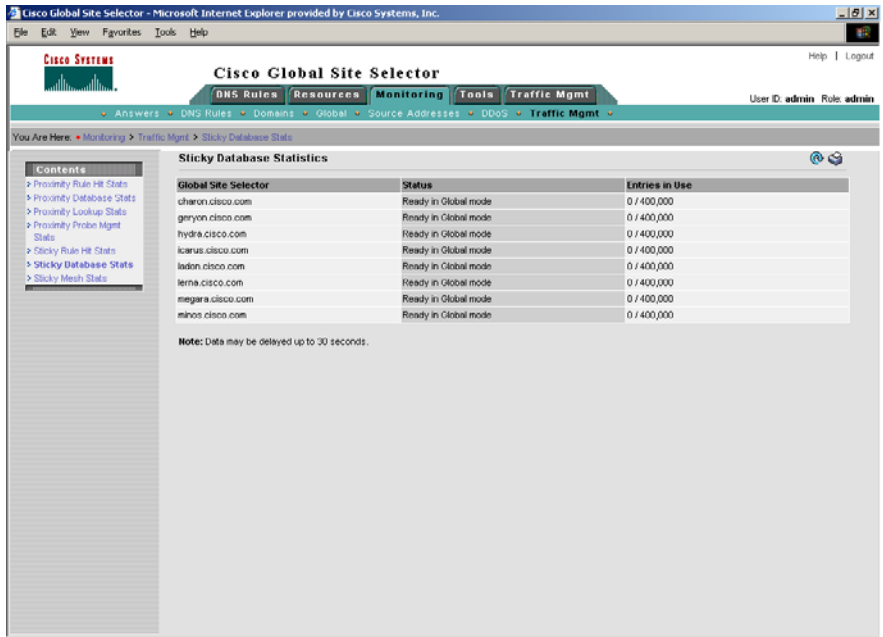 Cisco Global Site Selector - Microsoft Internet Explorer provided by Cisco Systems, Inc.
File Edit View Favorites Tools Help
Help | Logout
CISCO SYSTEMS
Cisco Global Site Selector
DNS Rules Resources Monitoring Tools Traffic Mgmt
User ID: admin Role: admin
Answers DNS Rules Domains Global Source Addresses DDoS Traffic Mgmt
You Are Here: • Monitoring > Traffic Mgmt > Sticky Database Stats
Contents
> Proximity Rule Hit Stats
> Proximity Database Stats
> Proximity Lookup Stats
> Proximity Probe Mgmt
Stats
> Sticky Rule Hit Stats
> Sticky Database Stats
> Sticky Mesh Stats
Sticky Database Statistics
Global Site Selector Status Entries in Use
charon.cisco.com Ready in Global mode 0 / 400,000
geryon.cisco.com Ready in Global mode 0 / 400,000
hydra.cisco.com Ready in Global mode 0 / 400,000
icarus.cisco.com Ready in Global mode 0 / 400,000
ladon.cisco.com Ready in Global mode 0 / 400,000
lerna.cisco.com Ready in Global mode 0 / 400,000
megara.cisco.com Ready in Global mode 0 / 400,000
minos.cisco.com Ready in Global mode 0 / 400,000
Note: Data may be delayed up to 30 seconds.